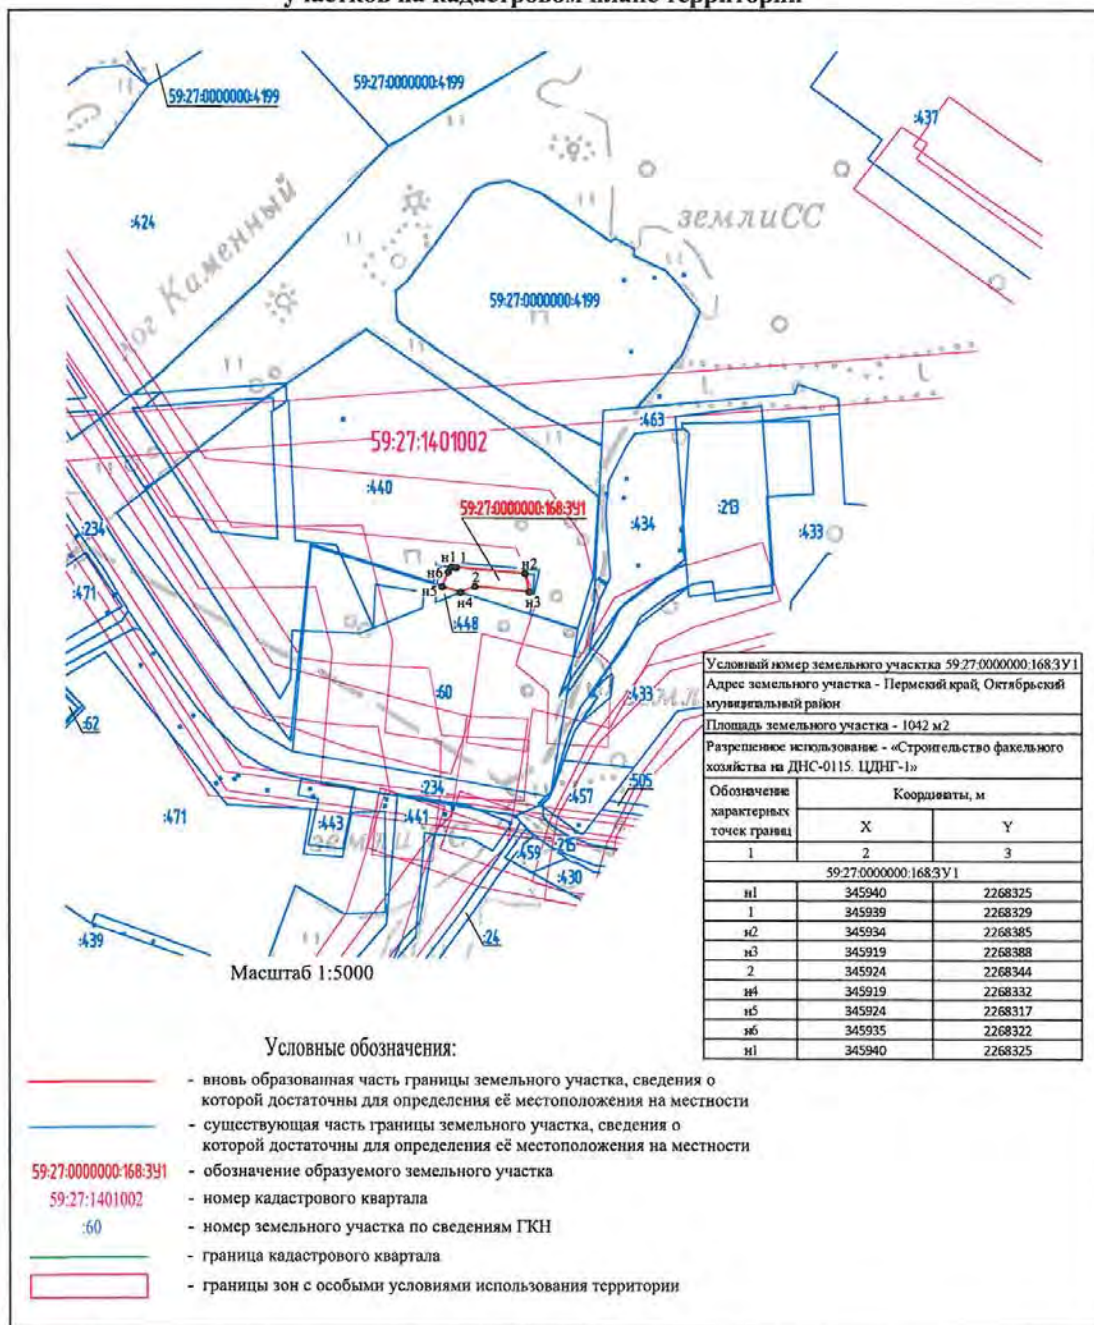 участков на кадастровом плане территории
59:27:0000000:4199
59:27:0000000:4199
:437
:424
лог Каменный
землиСС
59:27:0000000:4199
:463
59:27:1401002
:440
59:27:0000000:168:ЗУ1
:434
:213
:433
:234
:471
н1 1
н2
н6
н5
2
н4
н3
:448
:60
:433
:62
:234
:505
:457
:471
:443
:441
:459
:215
:430
:439
:24
Масштаб 1:5000
Условный номер земельного учасктка 59:27:0000000:168:ЗУ1
Адрес земельного участка - Пермский край, Октябрьский
муниципальный район
Площадь земельного участка - 1042 м2
Разрешенное использование - «Строительство факельного
хозяйства на ДНС-0115. ЦДНГ-1»
Обозначение характерных точек границ Координаты, м
X Y
1 2 3
59:27:0000000:168:ЗУ1
н1 345940 2268325
1 345939 2268329
н2 345934 2268385
н3 345919 2268388
2 345924 2268344
н4 345919 2268332
н5 345924 2268317
н6 345935 2268322
н1 345940 2268325
Условные обозначения:
- вновь образованная часть границы земельного участка, сведения о
которой достаточны для определения её местоположения на местности
- существующая часть границы земельного участка, сведения о
которой достаточны для определения её местоположения на местности
59:27:0000000:168:ЗУ1 - обозначение образуемого земельного участка
59:27:1401002 - номер кадастрового квартала
:60 - номер земельного участка по сведениям ГКН
- граница кадастрового квартала
- границы зон с особыми условиями использования территории